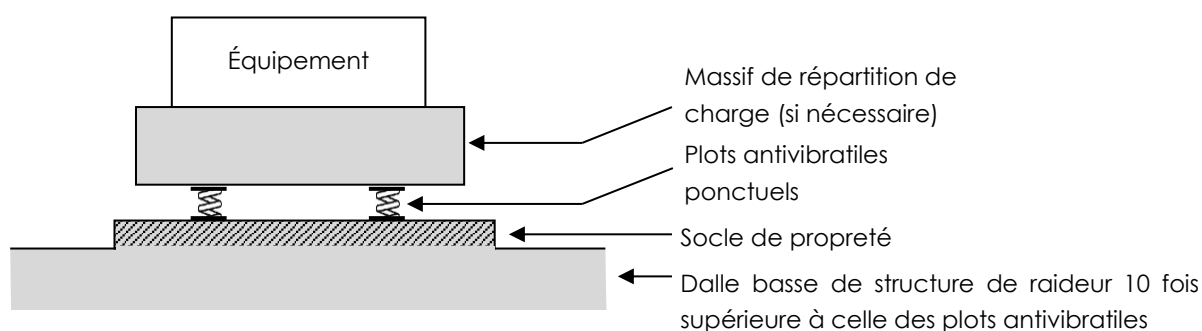 Équipement
Massif de répartition de
charge (si nécessaire)
Plots antivibratiles
ponctuels
Socle de propreté
Dalle basse de structure de raideur 10 fois
supérieure à celle des plots antivibratiles